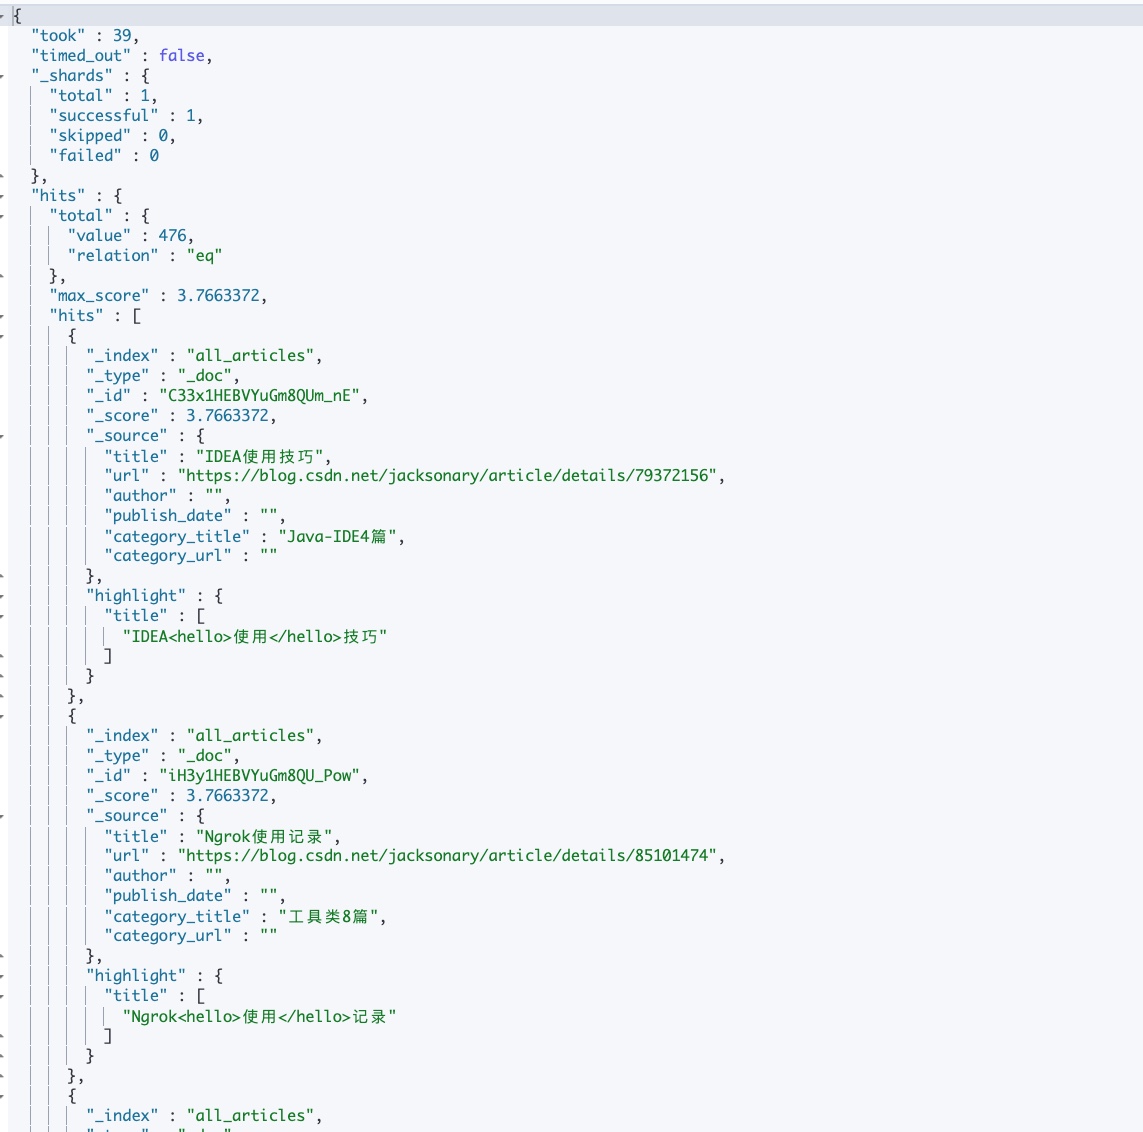 {
"took" : 39,
"timed_out" : false,
"_shards" : {
"total" : 1,
"successful" : 1,
"skipped" : 0,
"failed" : 0
},
"hits" : {
"total" : {
"value" : 476,
"relation" : "eq"
},
"max_score" : 3.7663372,
"hits" : [
{
"_index" : "all_articles",
"_type" : "_doc",
"_id" : "C33x1HEBVYuGm8QUm_nE",
"_score" : 3.7663372,
"_source" : {
"title" : "IDEA使用技巧",
"url" : "https://blog.csdn.net/jacksonary/article/details/79372156",
"author" : "",
"publish_date" : "",
"category_title" : "Java-IDE4篇",
"category_url" : ""
},
"highlight" : {
"title" : [
"IDEA<hello>使用</hello>技巧"
]
}
},
{
"_index" : "all_articles",
"_type" : "_doc",
"_id" : "iH3y1HEBVYuGm8QU_Pow",
"_score" : 3.7663372,
"_source" : {
"title" : "Ngrok使用记录",
"url" : "https://blog.csdn.net/jacksonary/article/details/85101474",
"author" : "",
"publish_date" : "",
"category_title" : "工具类8篇",
"category_url" : ""
},
"highlight" : {
"title" : [
"Ngrok<hello>使用</hello>记录"
]
}
},
{
"_index" : "all_articles",